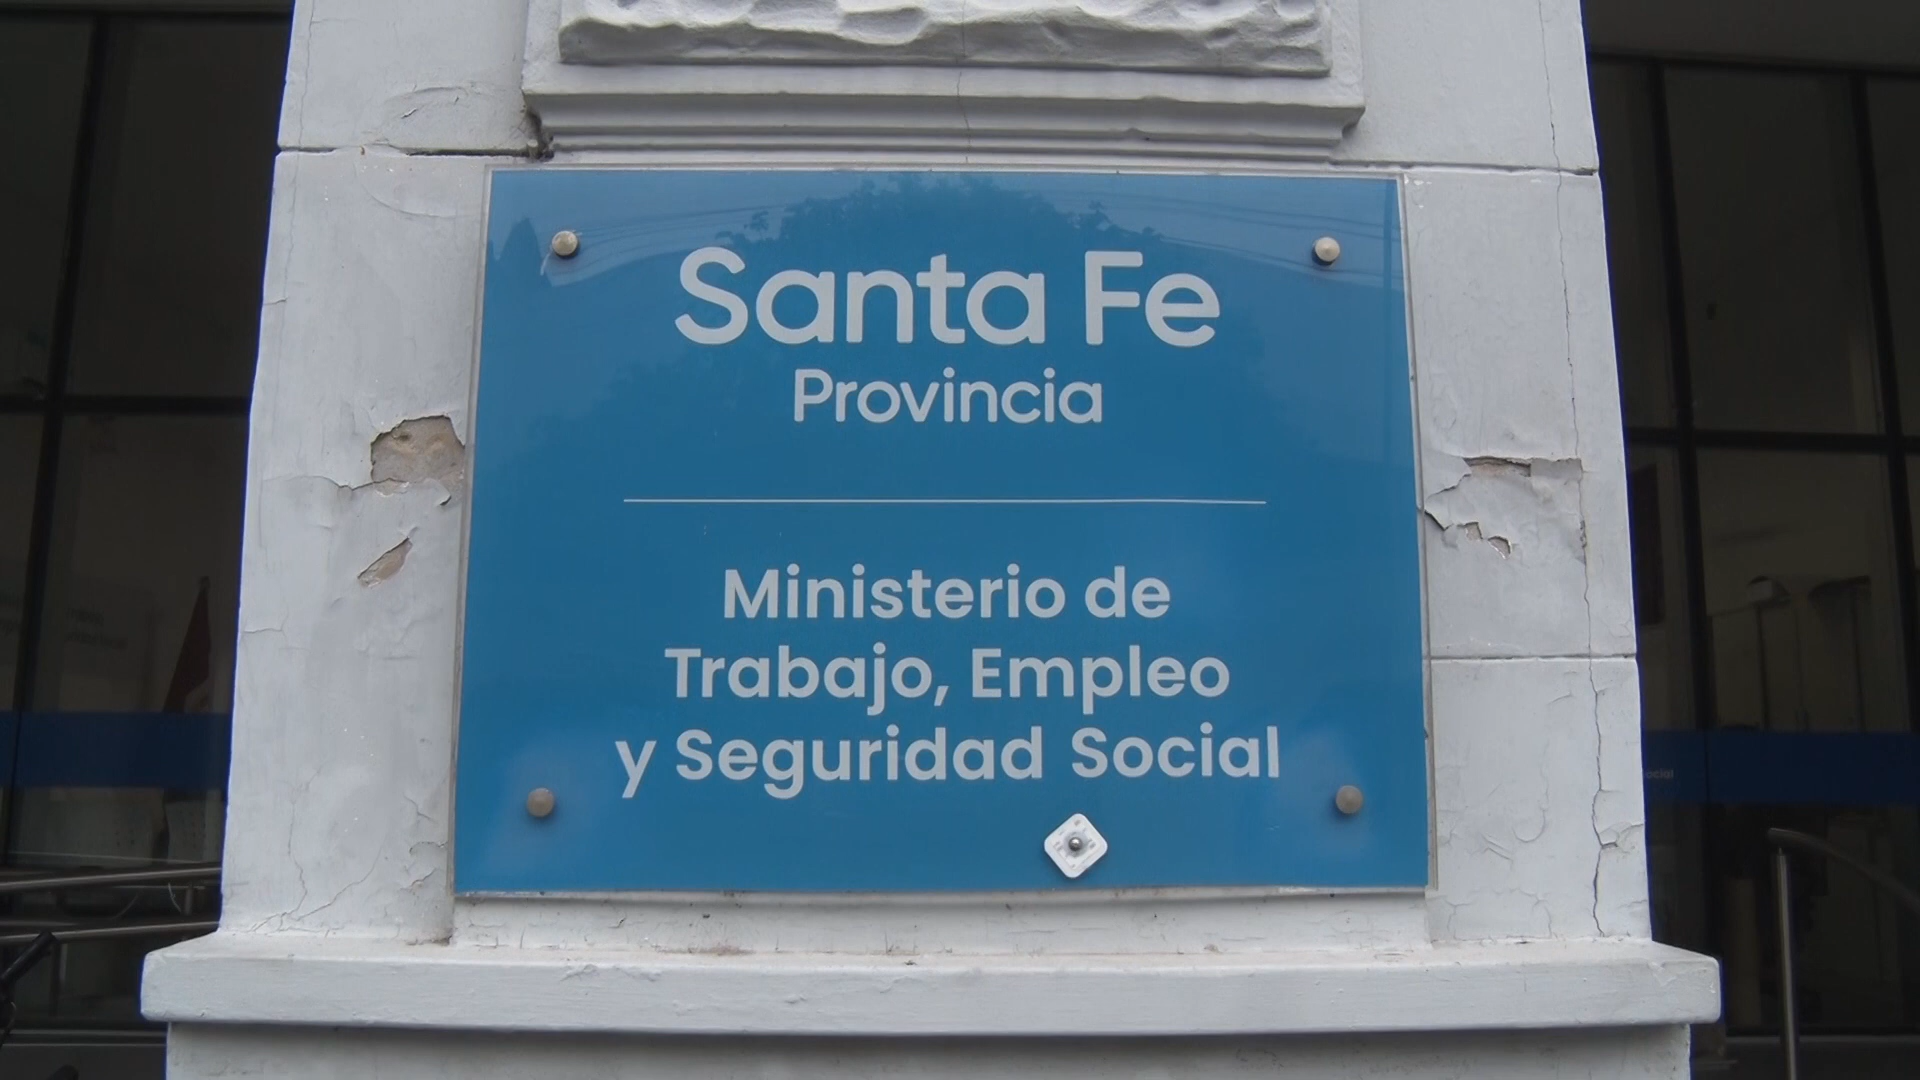 Santa Fe
Provincia
Ministerio de
Trabajo, Empleo
y Seguridad Social